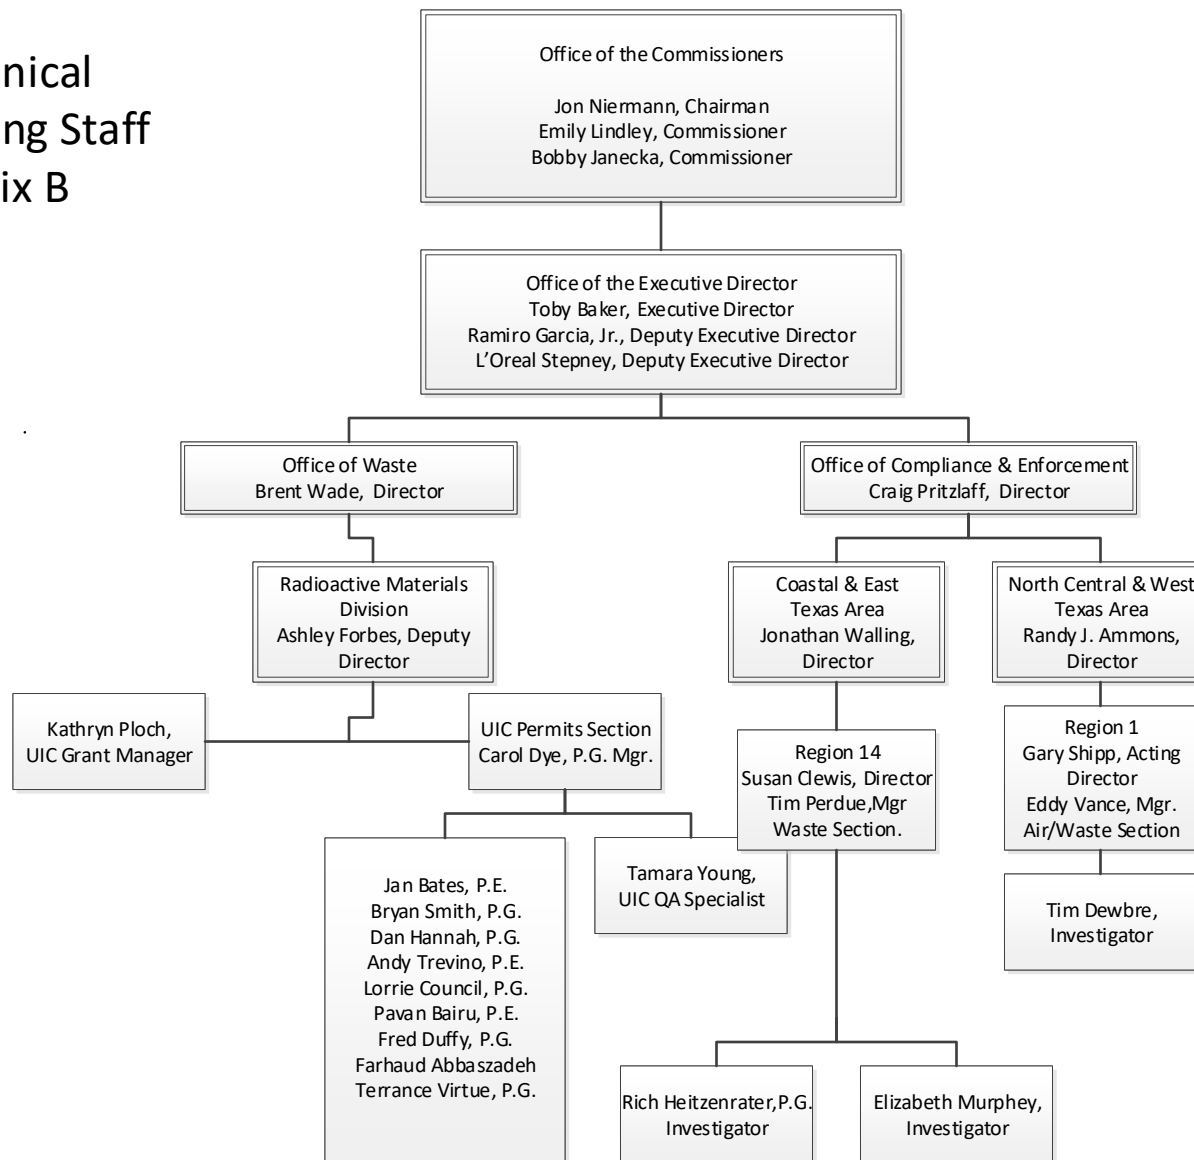 nical
ng Staff
ix B
Office of the Commissioners
Jon Niermann, Chairman
Emily Lindley, Commissioner
Bobby Janecka, Commissioner
Office of the Executive Director
Toby Baker, Executive Director
Ramiro Garcia, Jr., Deputy Executive Director
L'Oreal Stepney, Deputy Executive Director
.
Office of Waste
Brent Wade, Director
Office of Compliance & Enforcement
Craig Pritzlaff, Director
Radioactive Materials
Division
Ashley Forbes, Deputy
Director
Coastal & East
Texas Area
Jonathan Walling,
Director
North Central & West
Texas Area
Randy J. Ammons,
Director
Kathryn Ploch,
UIC Grant Manager
UIC Permits Section
Carol Dye, P.G. Mgr.
Region 14
Susan Clewis, Director
Tim Perdue,Mgr
Waste Section.
Region 1
Gary Shipp, Acting
Director
Eddy Vance, Mgr.
Air/Waste Section
Jan Bates, P.E.
Bryan Smith, P.G.
Dan Hannah, P.G.
Andy Trevino, P.E.
Lorrie Council, P.G.
Pavan Bairu, P.E.
Fred Duffy, P.G.
Farhaud Abbaszadeh
Terrance Virtue, P.G.
Tamara Young,
UIC QA Specialist
Tim Dewbre,
Investigator
Rich Heitzenrater,P.G.
Investigator
Elizabeth Murphey,
Investigator